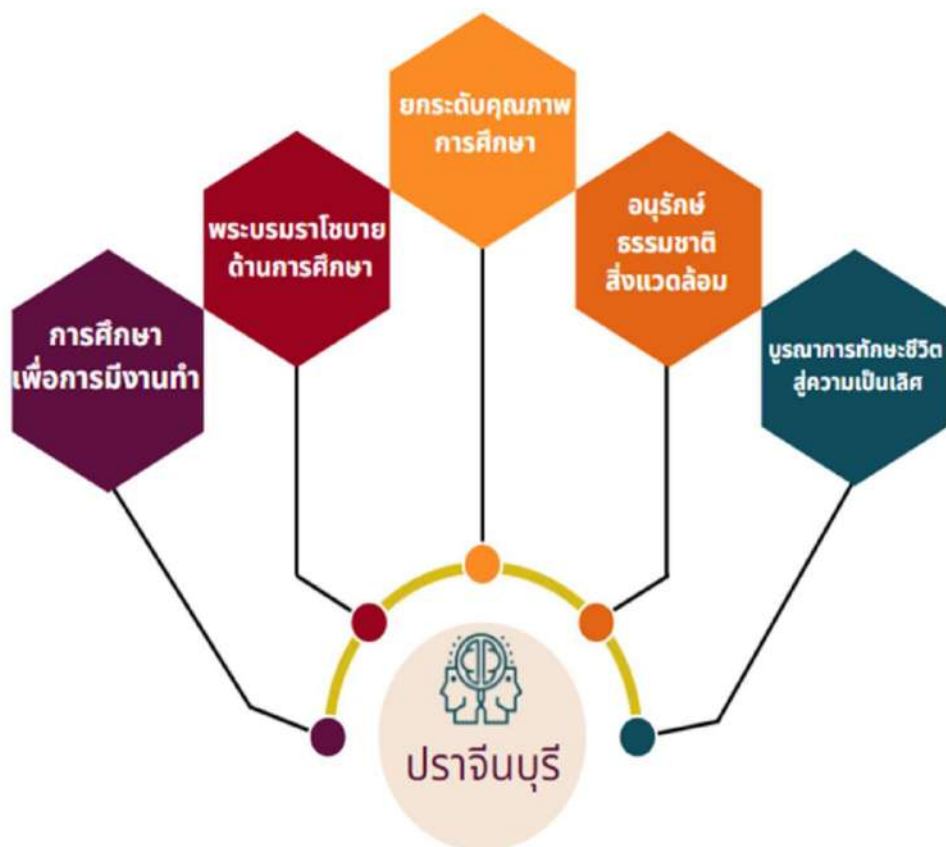 ยกระดับคุณภาพ
การศึกษา
พระบรมราโชบาย
ด้านการศึกษา
อนุรักษ์
ธรรมชาติ
สิ่งแวดล้อม
การศึกษา
เพื่อการมีงานทำ
บูรณาการทักษะชีวิต
สู่ความเป็นเลิศ
ปราจีนบุรี